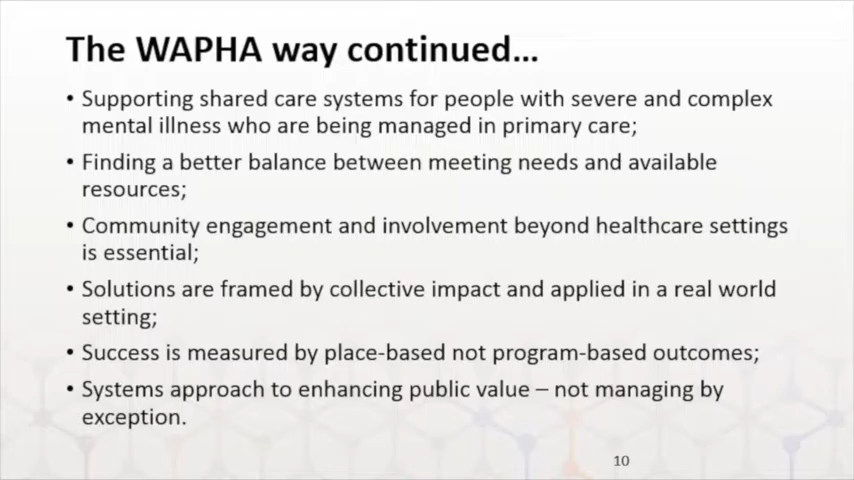 The WAPHA way continued...
• Supporting shared care systems for people with severe and complex
mental illness who are being managed in primary care;
• Finding a better balance between meeting needs and available
resources;
• Community engagement and involvement beyond healthcare settings
is essential;
• Solutions are framed by collective impact and applied in a real world
setting;
• Success is measured by place-based not program-based outcomes;
• Systems approach to enhancing public value – not managing by
exception.
10